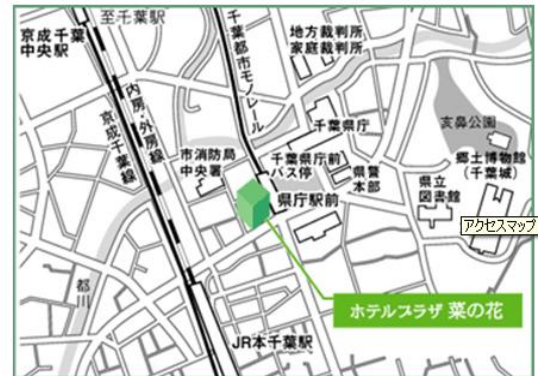 至千葉駅
京成千葉
中央駅
千葉都市モノレール
地方裁判所
家庭裁判所
内房・外房線
京成千葉線
千葉県庁
亥鼻公園
市消防局
中央署
千葉県庁前
バス停
県警
本部
郷土博物館
(千葉城)
県立
図書館
県庁駅前
アクセスマップ
都川
ホテルプラザ 菜の花
JR本千葉駅